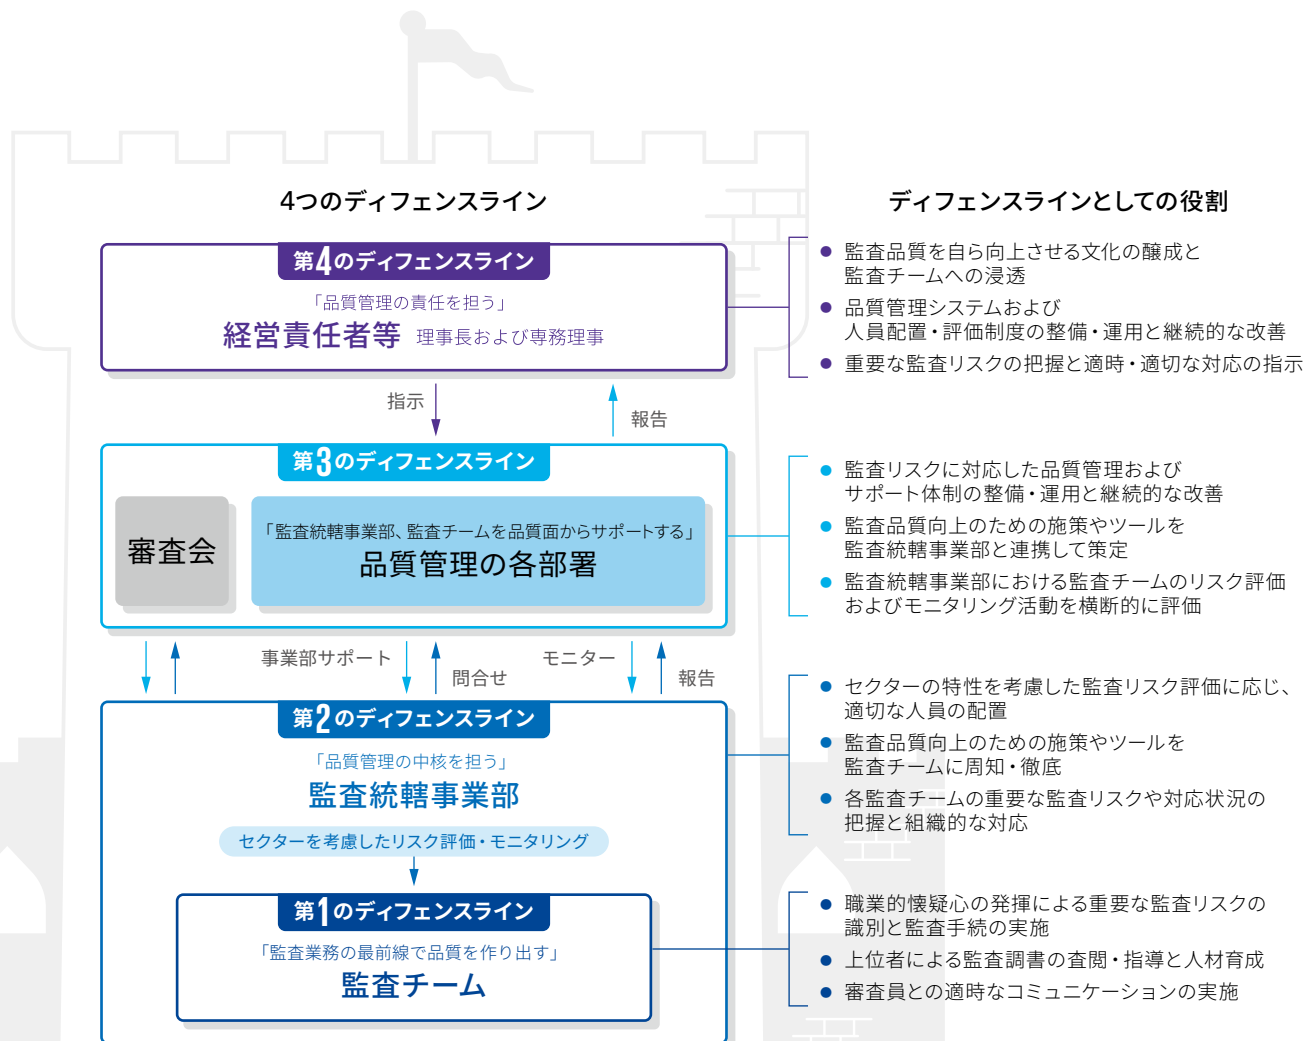 4つのディフェンスライン
ディフェンスラインとしての役割
第4のディフェンスライン
「品質管理の責任を担う」
経営責任者等 理事長および専務理事
● 監査品質を自ら向上させる文化の醸成と
監査チームへの浸透
● 品質管理システムおよび
人員配置・評価制度の整備・運用と継続的な改善
● 重要な監査リスクの把握と適時・適切な対応の指示
指示
報告
第3のディフェンスライン
審査会
「監査統轄事業部、監査チームを品質面からサポートする」
品質管理の各部署
● 監査リスクに対応した品質管理および
サポート体制の整備・運用と継続的な改善
● 監査品質向上のための施策やツールを
監査統轄事業部と連携して策定
● 監査統轄事業部における監査チームのリスク評価
およびモニタリング活動を横断的に評価
事業部サポート
問合せ
モニター
報告
第2のディフェンスライン
「品質管理の中核を担う」
監査統轄事業部
セクターを考慮したリスク評価・モニタリング
● セクターの特性を考慮した監査リスク評価に応じ、
適切な人員の配置
● 監査品質向上のための施策やツールを
監査チームに周知・徹底
● 各監査チームの重要な監査リスクや対応状況の
把握と組織的な対応
第1のディフェンスライン
「監査業務の最前線で品質を作り出す」
監査チーム
● 職業的懐疑心の発揮による重要な監査リスクの
識別と監査手続の実施
● 上位者による監査調書の査閲・指導と人材育成
● 審査員との適時なコミュニケーションの実施